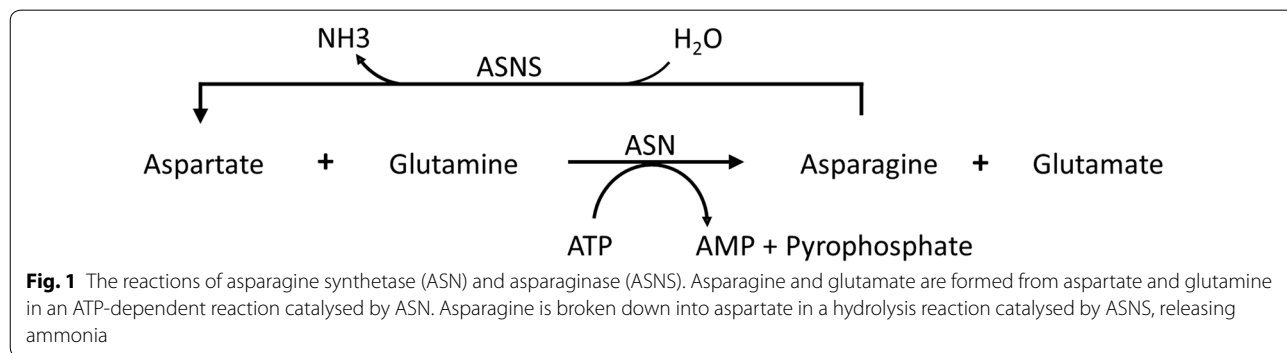 NH3
H₂O
ASNS
Aspartate + Glutamine ASN Asparagine + Glutamate
ATP AMP + Pyrophosphate
Fig. 1 The reactions of asparagine synthetase (ASN) and asparaginase (ASNS). Asparagine and glutamate are formed from aspartate and glutamine
in an ATP-dependent reaction catalysed by ASN. Asparagine is broken down into aspartate in a hydrolysis reaction catalysed by ASNS, releasing
ammonia